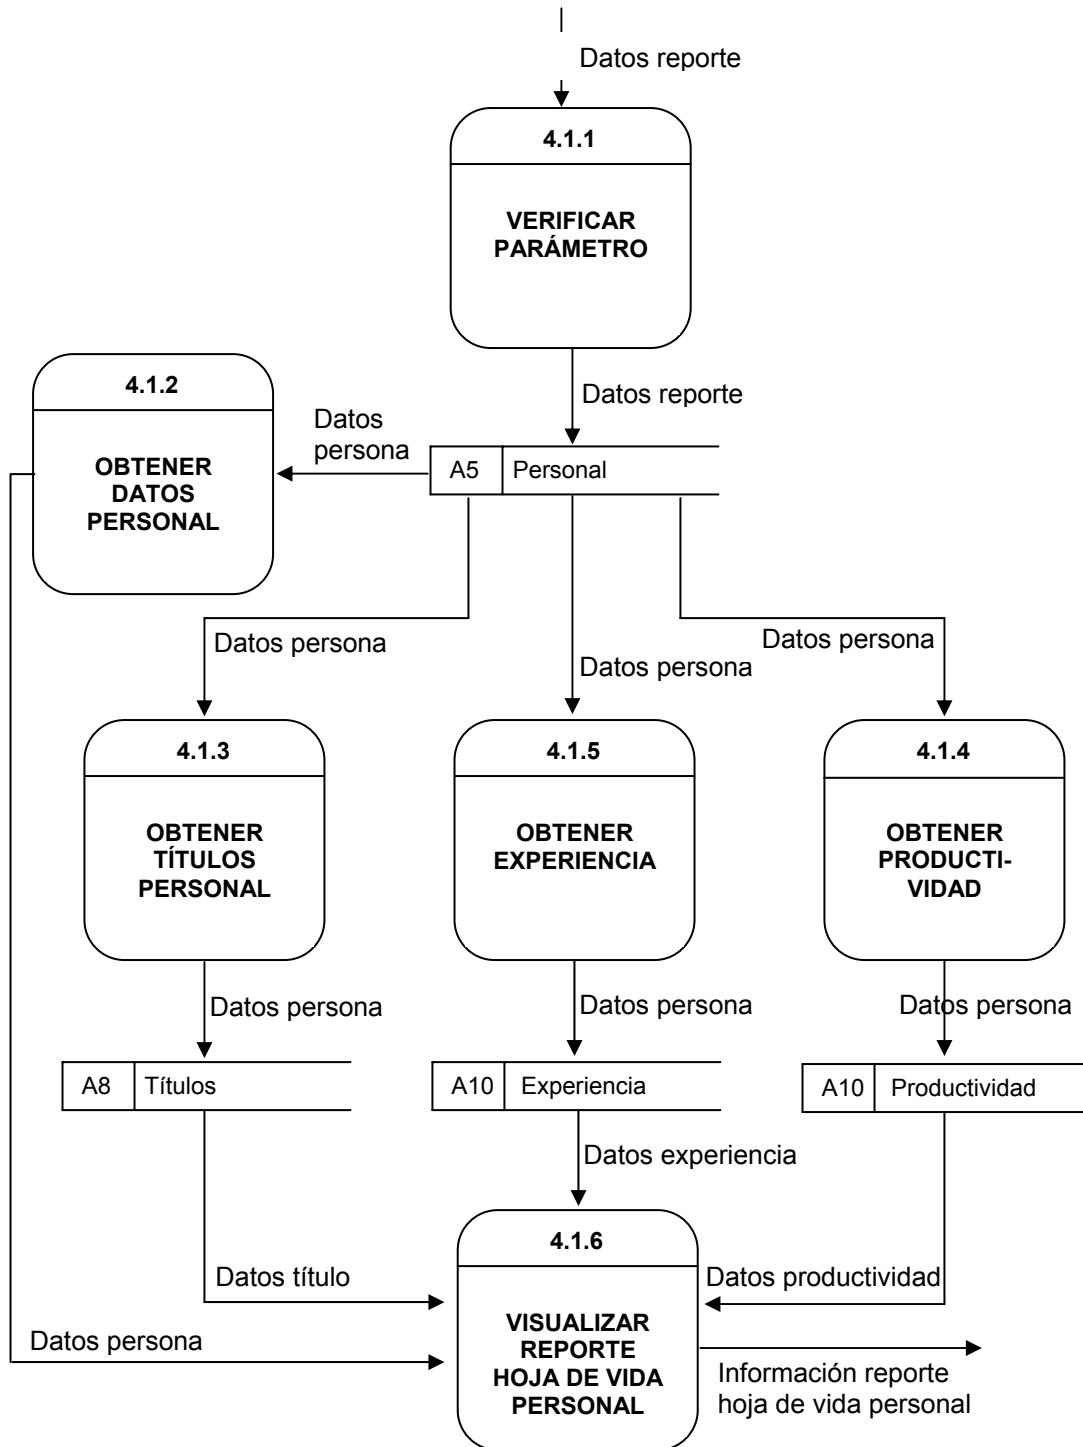 Datos reporte
4.1.1
VERIFICAR
PARÁMETRO
Datos reporte
4.1.2
OBTENER
DATOS
PERSONAL
Datos
persona
A5 Personal
Datos persona
Datos persona
Datos persona
4.1.3
OBTENER
TÍTULOS
PERSONAL
4.1.5
OBTENER
EXPERIENCIA
4.1.4
OBTENER
PRODUCTI-
VIDAD
Datos persona
Datos persona
Datos persona
A8 Títulos
A10 Experiencia
A10 Productividad
Datos experiencia
4.1.6
VISUALIZAR
REPORTE
HOJA DE VIDA
PERSONAL
Datos título
Datos productividad
Datos persona
Información reporte
hoja de vida personal